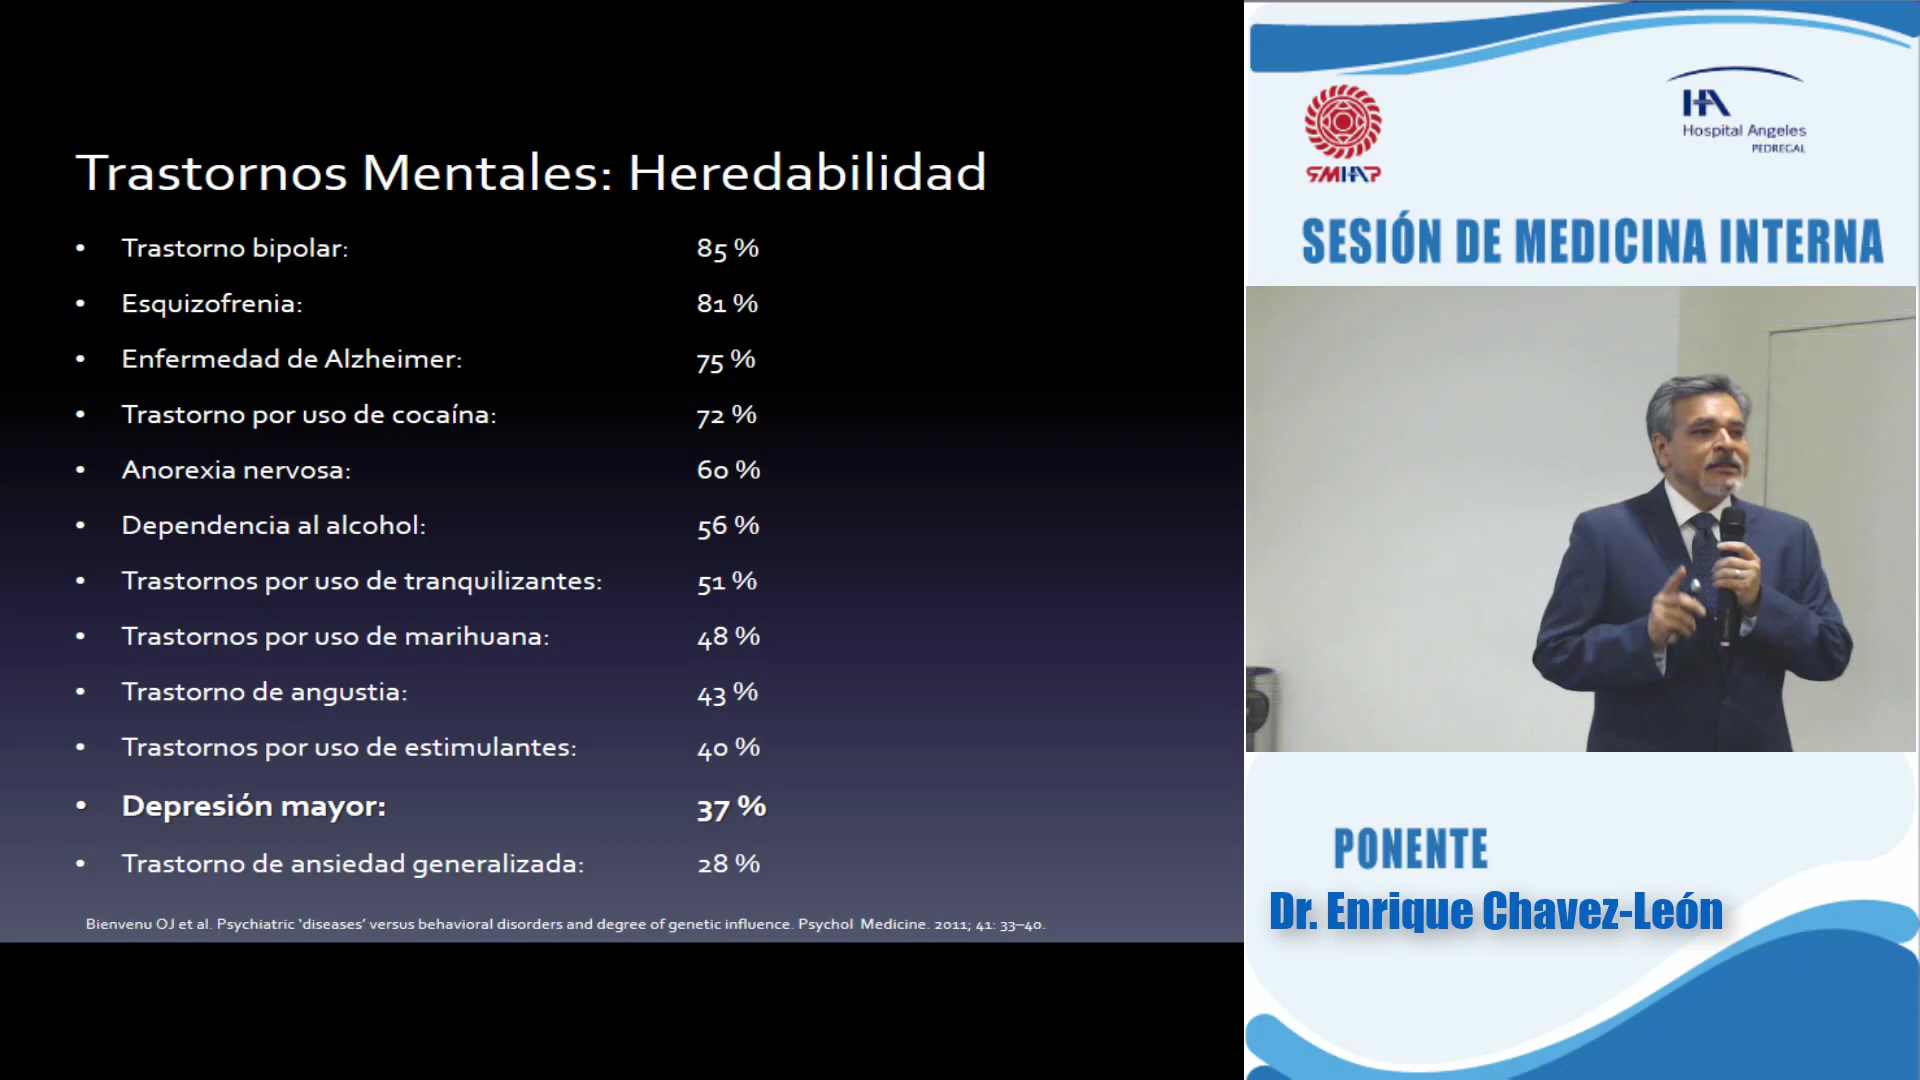 Trastornos Mentales: Heredabilidad
• Trastorno bipolar: 85 %
• Esquizofrenia: 81 %
• Enfermedad de Alzheimer: 75 %
• Trastorno por uso de cocaína: 72 %
• Anorexia nervosa: 60 %
• Dependencia al alcohol: 56 %
• Trastornos por uso de tranquilizantes: 51 %
• Trastornos por uso de marihuana: 48 %
• Trastorno de angustia: 43 %
• Trastornos por uso de estimulantes: 40 %
• Depresión mayor: 37 %
• Trastorno de ansiedad generalizada: 28 %
Bienvenu OJ et al. Psychiatric ‘diseases’ versus behavioral disorders and degree of genetic influence. Psychol Medicine. 2011; 41: 33–40.
SMIHAP
HA
Hospital Angeles
PEDREGAL
SESIÓN DE MEDICINA INTERNA
PONENTE
Dr. Enrique Chavez-León